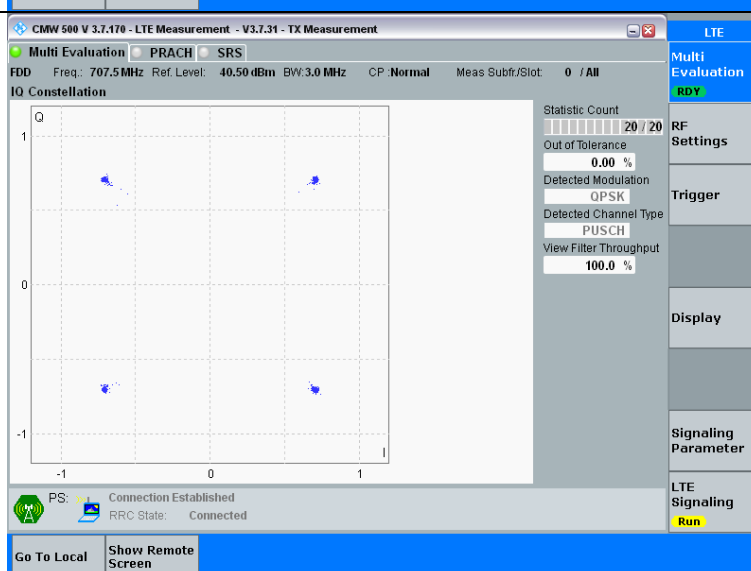 CMW 500 V 3.7.170 - LTE Measurement - V3.7.31 - TX Measurement
LTE
Multi Evaluation PRACH SRS
Multi
Evaluation
RDY
FDD Freq.: 707.5 MHz Ref. Level: 40.50 dBm BW: 3.0 MHz CP :Normal Meas Subfr./Slot: 0 / All
IQ Constellation
Q
1
0
-1
-1 0 1
I
Statistic Count
20 / 20
Out of Tolerance
0.00 %
Detected Modulation
QPSK
Detected Channel Type
PUSCH
View Filter Throughput
100.0 %
RF
Settings
Trigger
Display
Signaling
Parameter
LTE
Signaling
Run
PS: Connection Established
RRC State: Connected
Go To Local
Show Remote
Screen